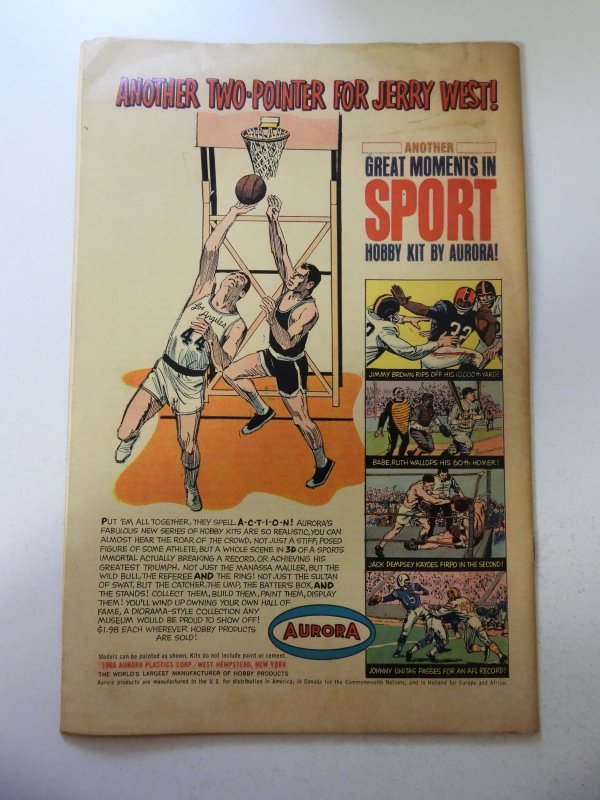 ANOTHER TWO-POINTER FOR JERRY WEST!
ANOTHER
GREAT MOMENTS IN
SPORT
HOBBY KIT BY AURORA!
Los Angeles
44
32
JIMMY BROWN RIPS OFF HIS 10,000th YARD!
BABE RUTH WALLOPS HIS 60th HOMER!
JACK DEMPSEY KAYOES FIRPO IN THE SECOND!
JOHNNY UNITAS PASSES FOR AN AFL RECORD!
PUT 'EM ALL TOGETHER, THEY SPELL A-C-T-I-O-N! AURORA'S
FABULOUS NEW SERIES OF HOBBY KITS ARE SO REALISTIC, YOU CAN
ALMOST HEAR THE ROAR OF THE CROWD. NOT JUST A STIFF, POSED
FIGURE OF SOME ATHLETE, BUT A WHOLE SCENE IN 3D OF A SPORTS
IMMORTAL ACTUALLY BREAKING A RECORD, OR ACHIEVING HIS
GREATEST TRIUMPH. NOT JUST THE MANASSA MAULER, BUT THE
WILD BULL, THE REFEREE AND THE RING! NOT JUST THE SULTAN
OF SWAT, BUT THE CATCHER, THE UMP, THE BATTER'S BOX, AND
THE STANDS! COLLECT THEM, BUILD THEM, PAINT THEM, DISPLAY
THEM! YOU'LL WIND UP OWNING YOUR OWN HALL OF
FAME, A DIORAMA-STYLE COLLECTION ANY
MUSEUM WOULD BE PROUD TO SHOW OFF!
$1.98 EACH WHEREVER HOBBY PRODUCTS
ARE SOLD!
AURORA
Models can be painted as shown. Kits do not include paint or cement.
©1965 AURORA PLASTICS CORP., WEST HEMPSTEAD, NEW YORK
THE WORLD'S LARGEST MANUFACTURER OF HOBBY PRODUCTS
Aurora products are manufactured in the U.S. for distribution in America; in Canada for the Commonwealth Nations; and in Holland for Europe and Africa.